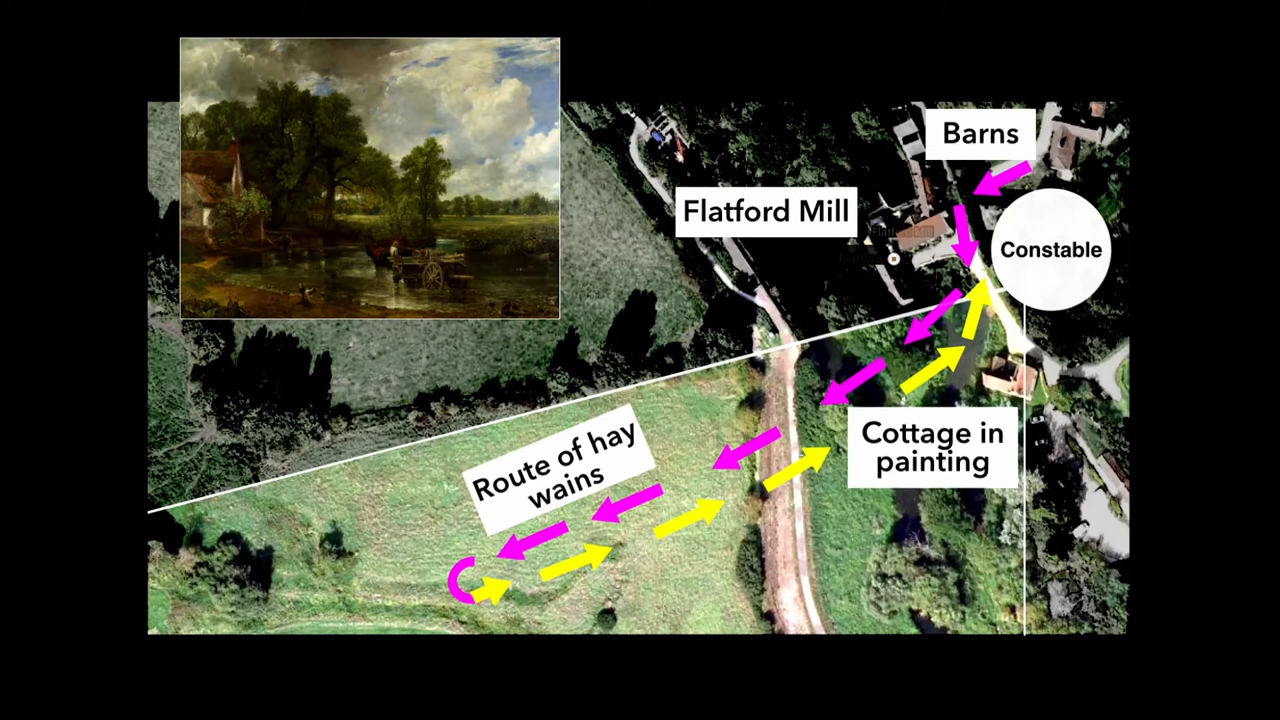 Barns
Flatford Mill
Constable
Cottage in
painting
Route of hay
wains